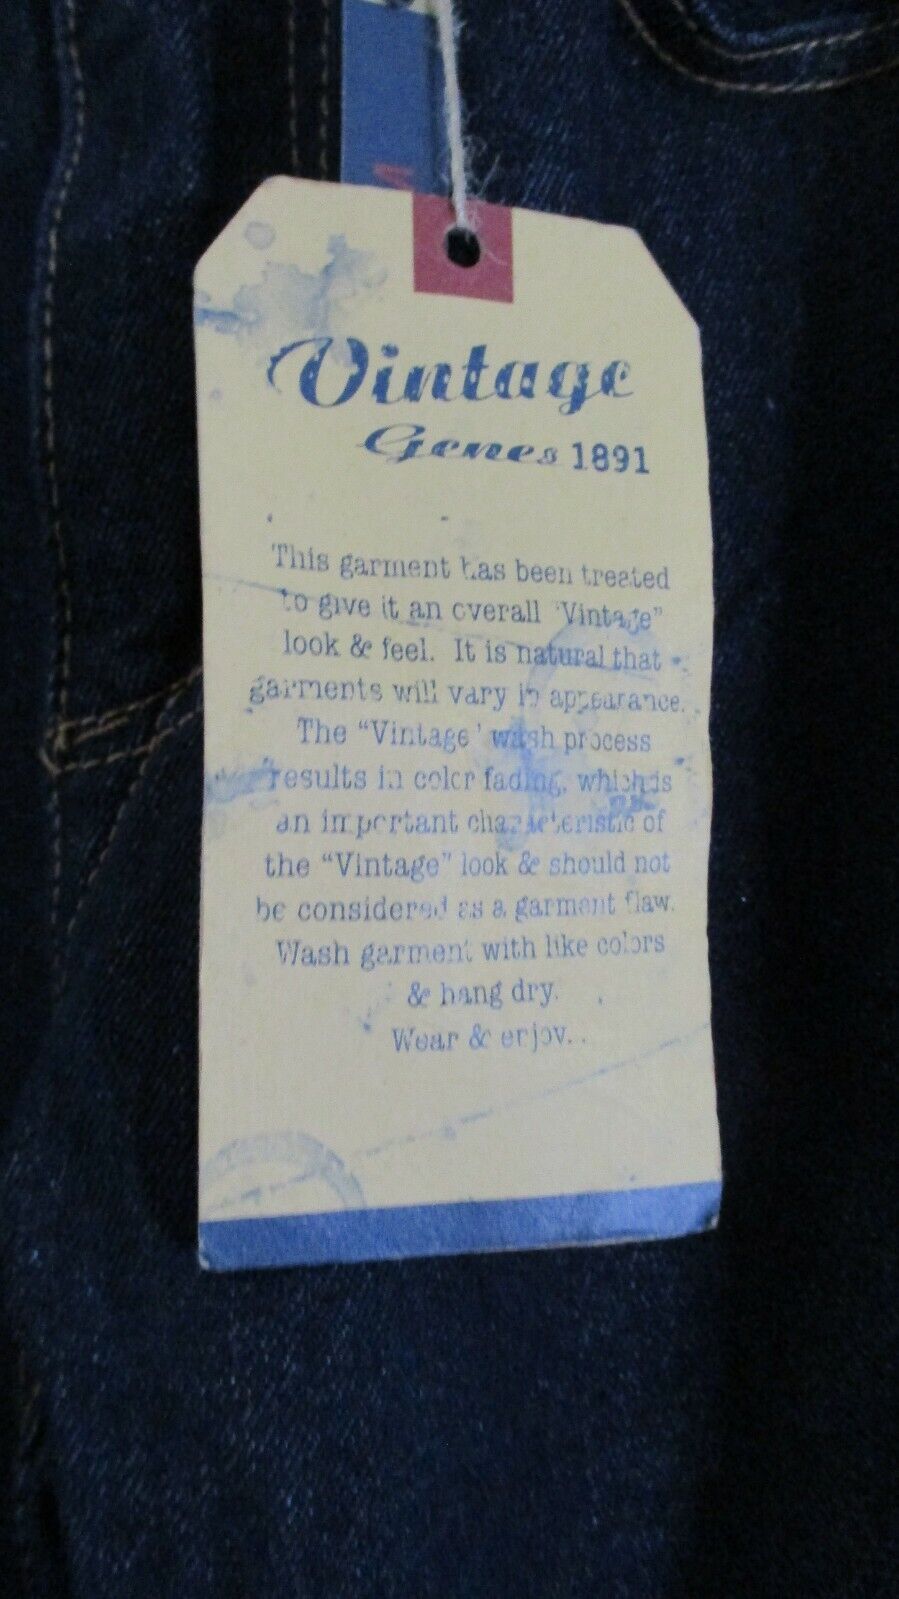 Vintage
Genes 1891
This garment has been treated
to give it an overall "Vintage"
look & feel. It is natural that
garments will vary in appearance.
The "Vintage" wash process
results in color fading, which is
an important characteristic of
the "Vintage" look & should not
be considered as a garment flaw.
Wash garment with like colors
& hang dry.
Wear & enjoy..